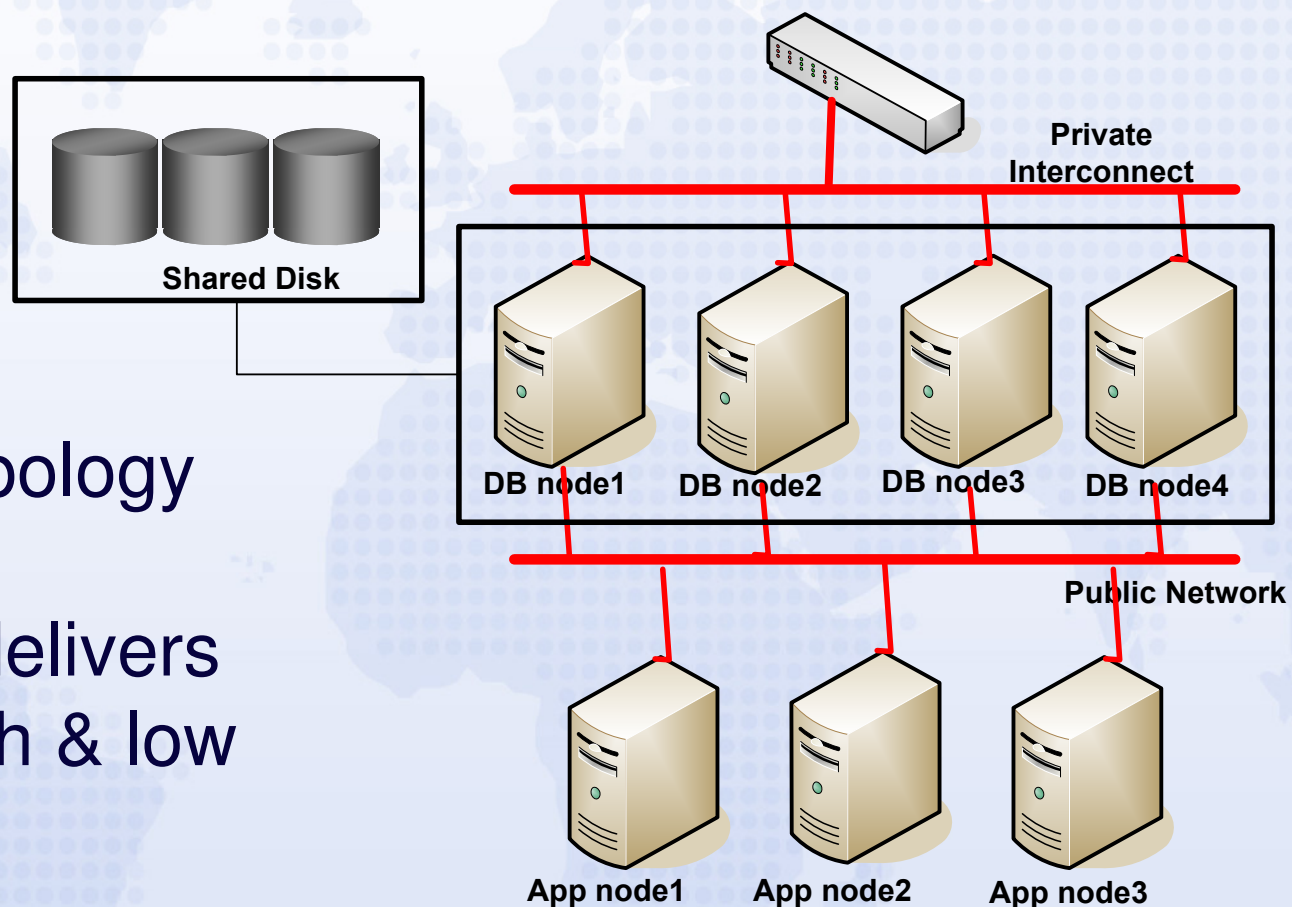 Private
Interconnect
Shared Disk
DB node1
DB node2
DB node3
DB node4
pology
Public Network
delivers
h & low
App node1
App node2
App node3